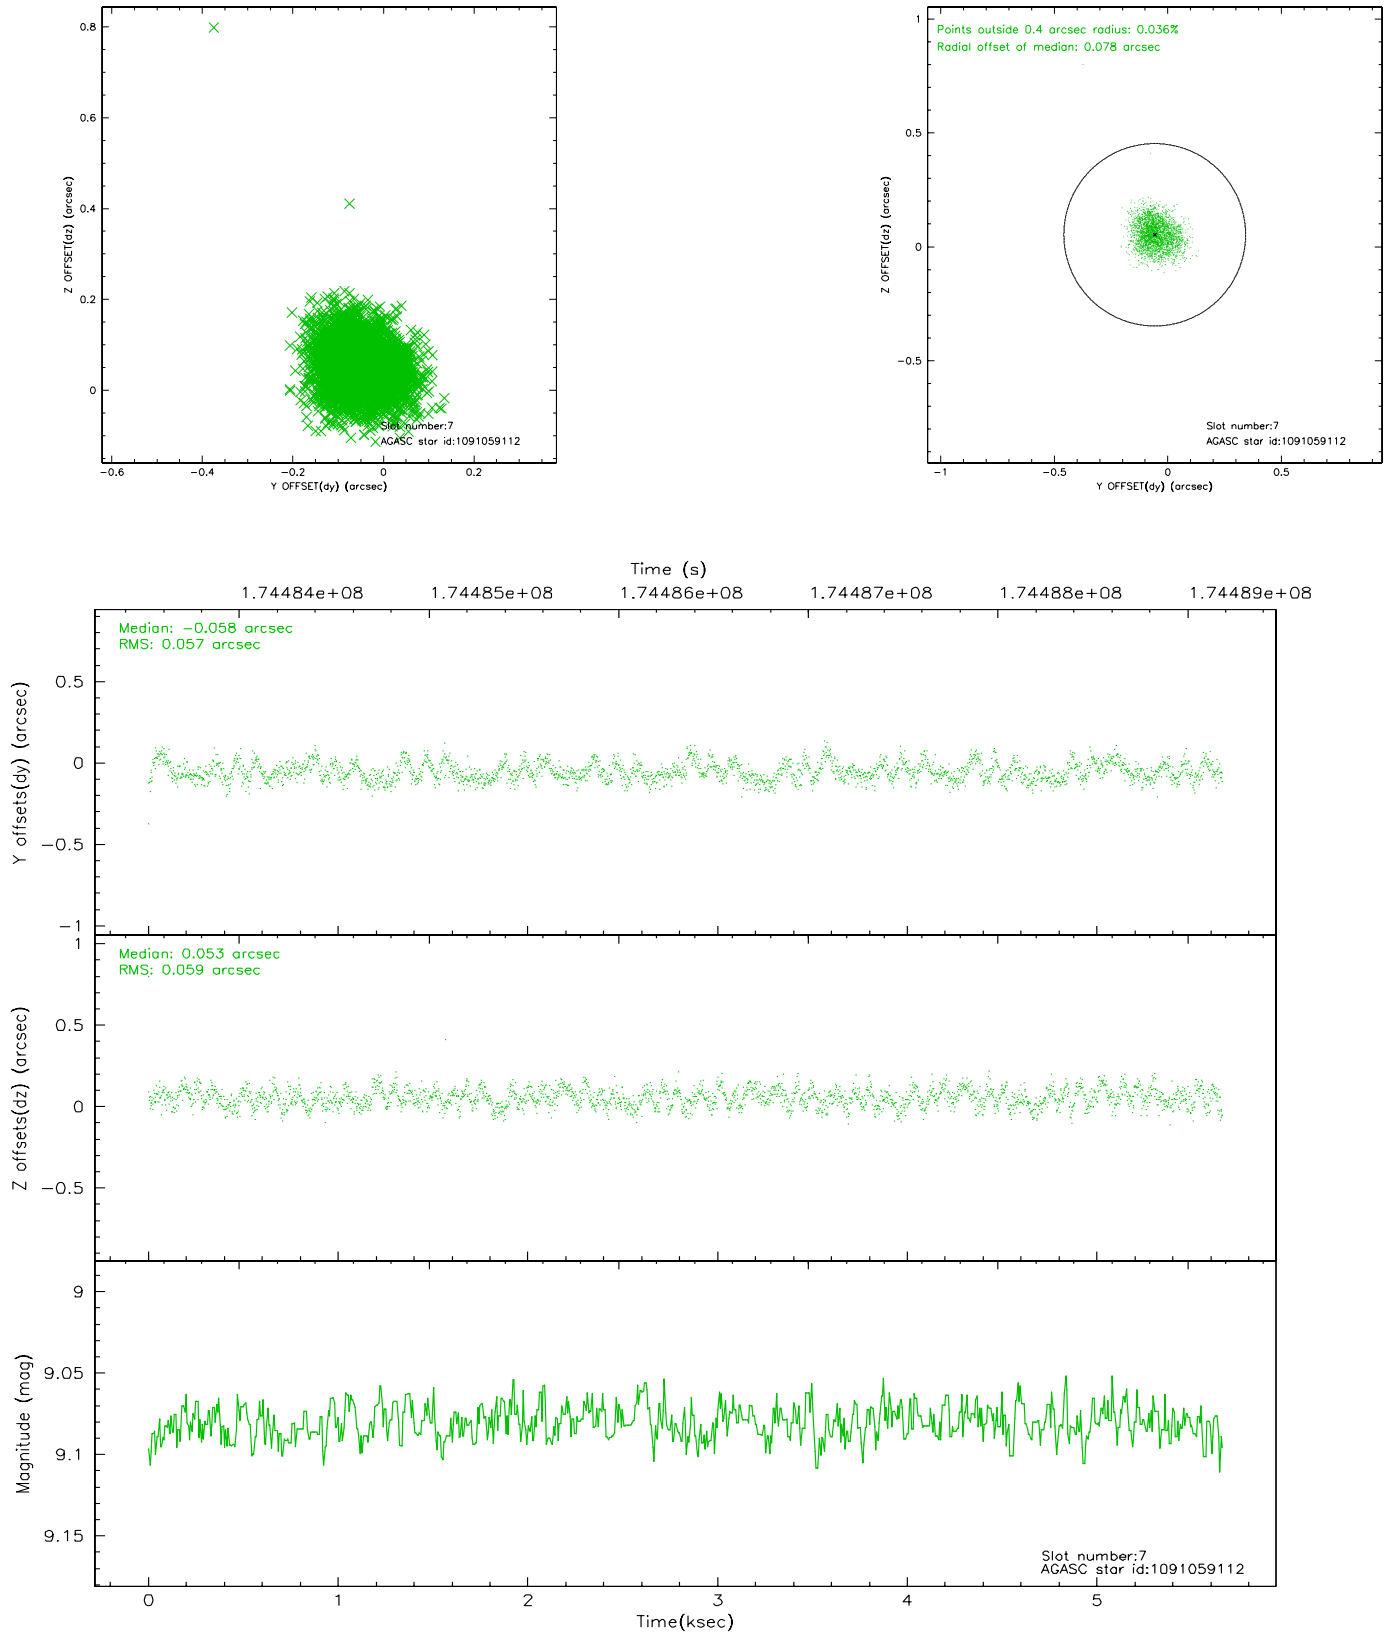 0.8
0.6
0.4
0.2
0
Z OFFSET(dz) (arcsec)
Slot number:7
AGASC star id:1091059112
−0.6 −0.4 −0.2 0 0.2
Y OFFSET(dy) (arcsec)
1
0.5
0
−0.5
Z OFFSET(dz) (arcsec)
Points outside 0.4 arcsec radius: 0.036%
Radial offset of median: 0.078 arcsec
Slot number:7
AGASC star id:1091059112
−1 −0.5 0 0.5
Y OFFSET(dy) (arcsec)
Time (s)
1.74484e+08 1.74485e+08 1.74486e+08 1.74487e+08 1.74488e+08 1.74489e+08
Median: −0.058 arcsec
RMS: 0.057 arcsec
0.5
0
−0.5
−1
Y offsets(dy) (arcsec)
Median: 0.053 arcsec
RMS: 0.059 arcsec
1
0.5
0
−0.5
Z offsets(dz) (arcsec)
9
9.05
9.1
9.15
Magnitude (mag)
Slot number:7
AGASC star id:1091059112
0 1 2 3 4 5
Time(ksec)